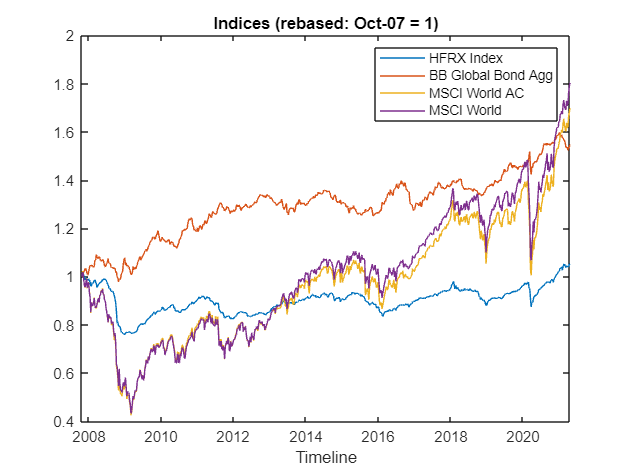 Indices (rebased: Oct-07 = 1)
HFRX Index
BB Global Bond Agg
MSCI World AC
MSCI World
2
1.8
1.6
1.4
1.2
1
0.8
0.6
0.4
2008 2010 2012 2014 2016 2018 2020
Timeline